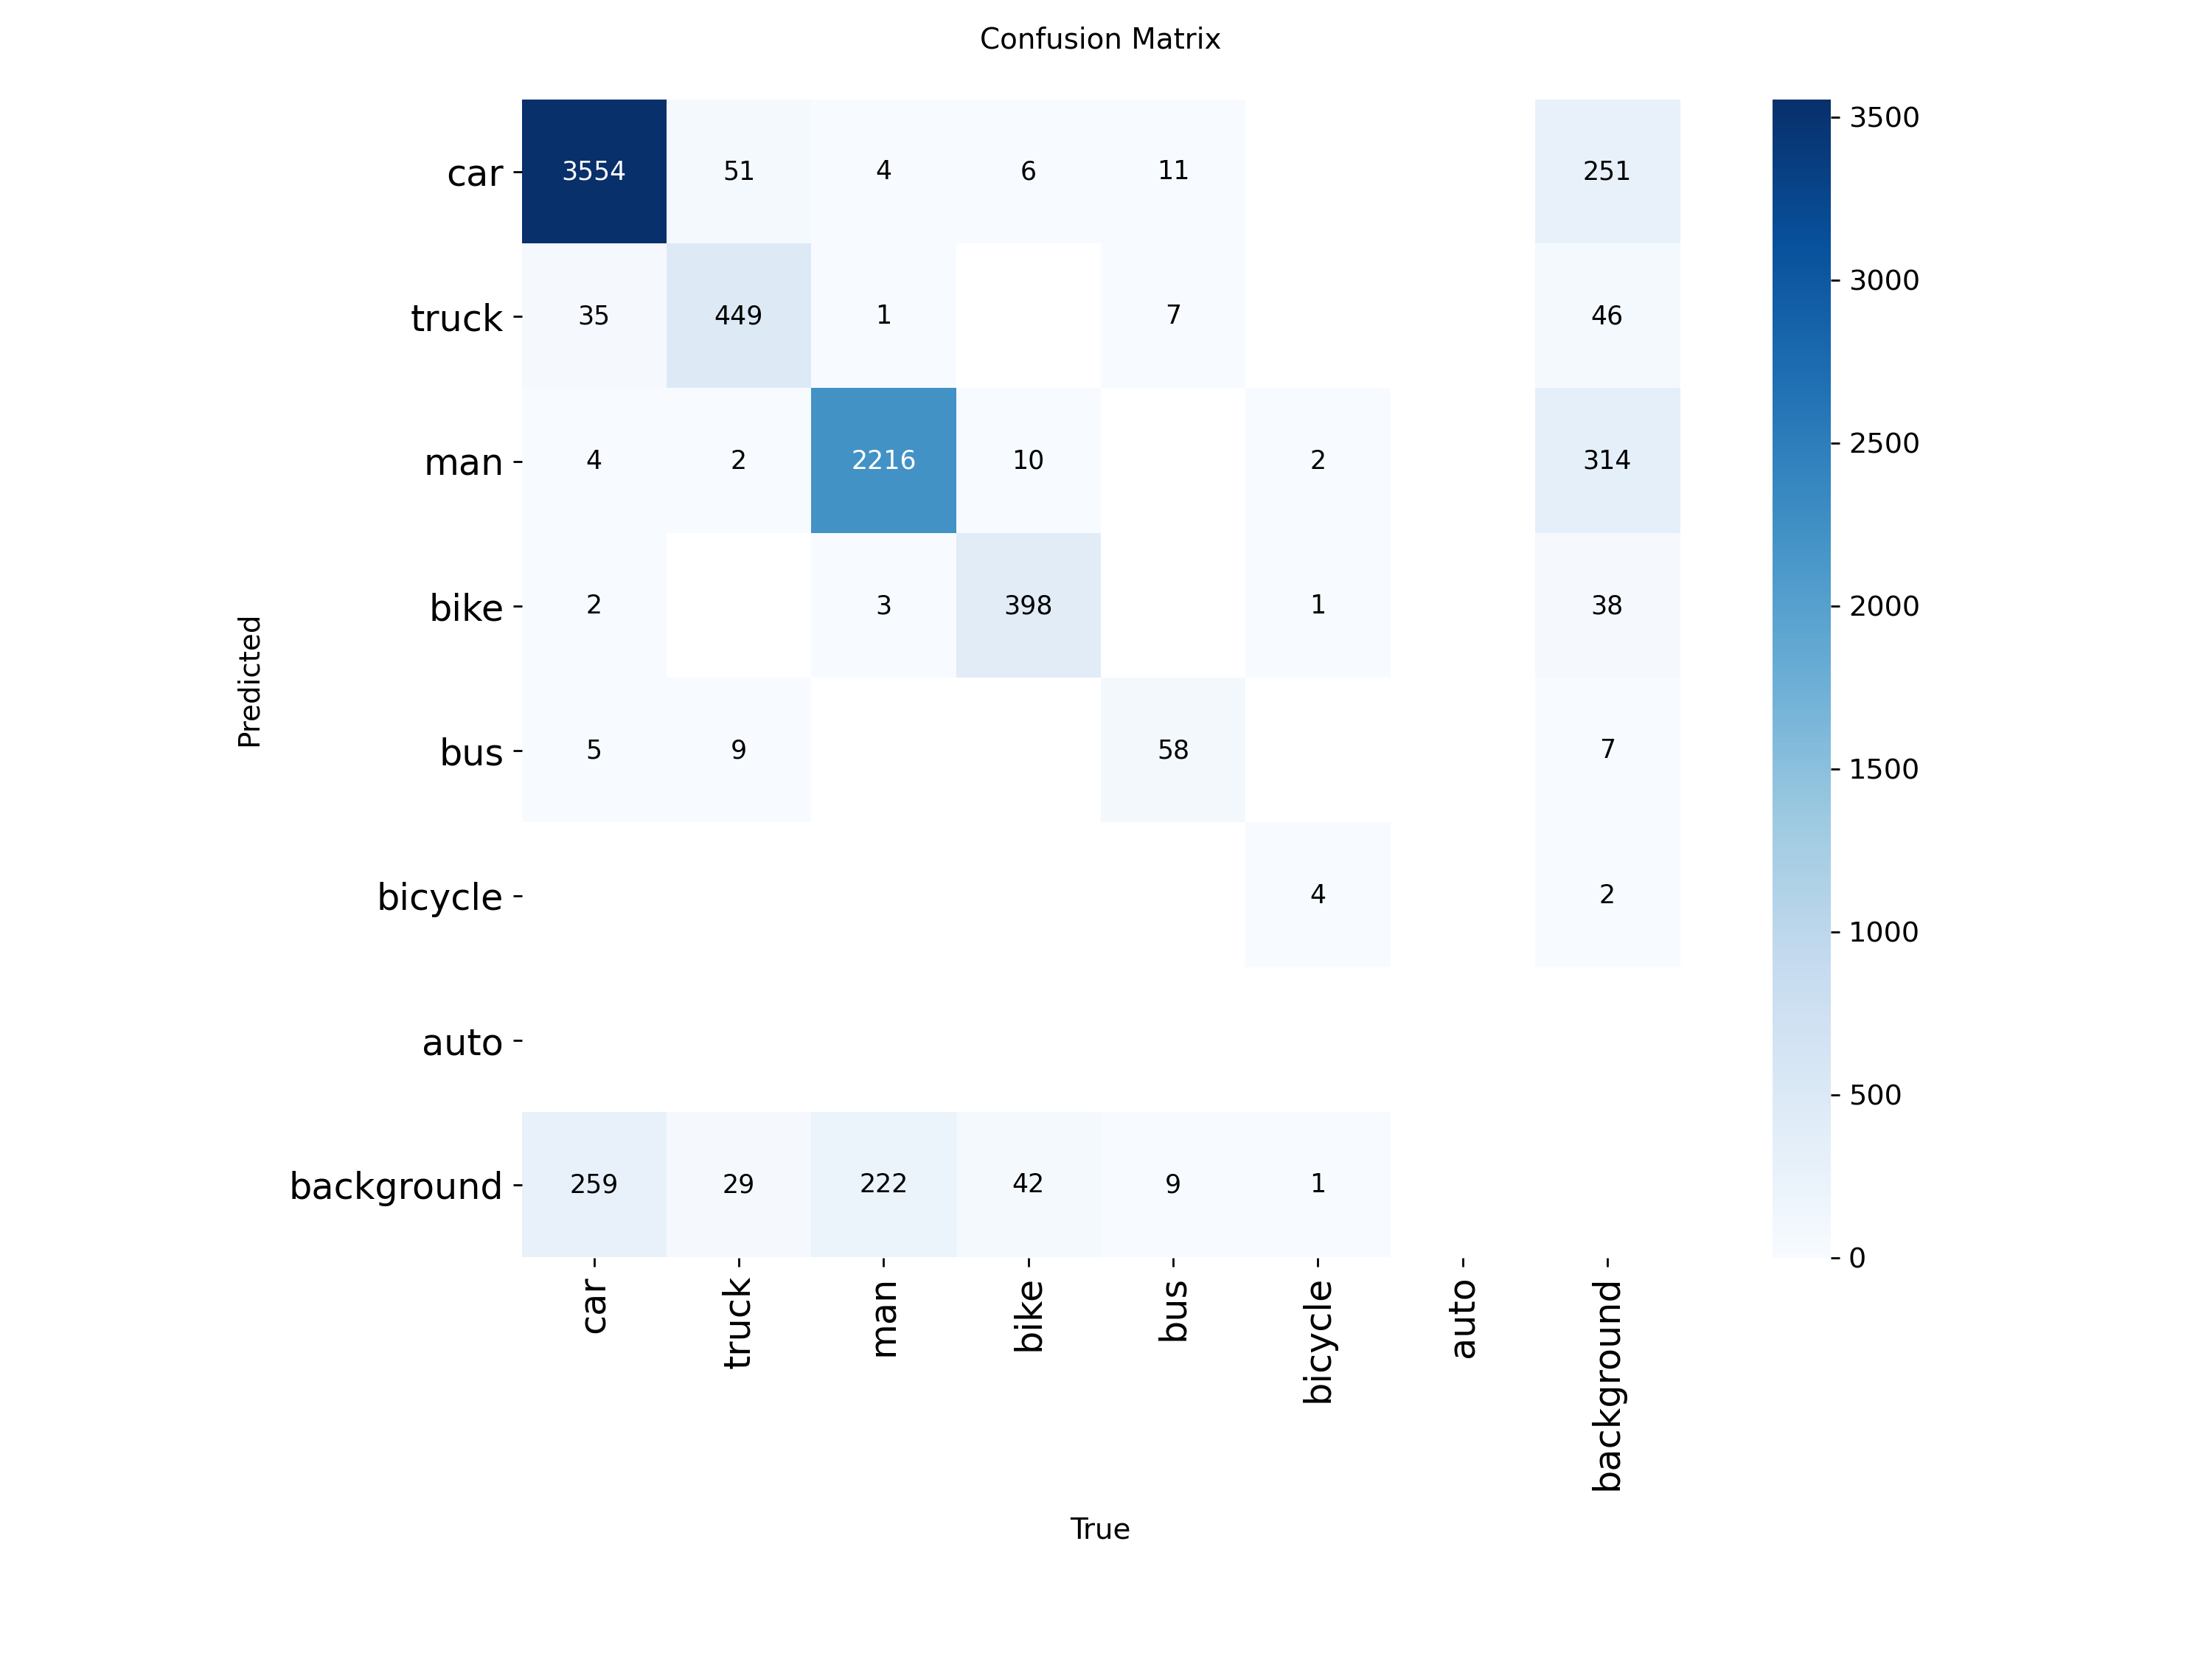 Confusion Matrix
car 3554 51 4 6 11 251
truck 35 449 1 7 46
man 4 2 2216 10 2 314
bike 2 3 398 1 38
bus 5 9 58 7
bicycle 4 2
auto
background 259 29 222 42 9 1
Predicted
car truck man bike bus bicycle auto background
True
3500
3000
2500
2000
1500
1000
500
0